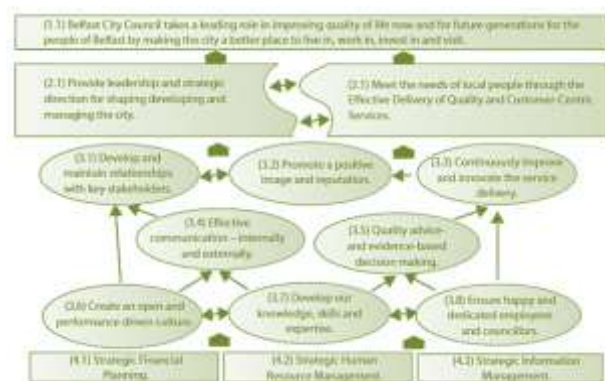 (1.1) Belfast City Council takes a leading role in improving quality of life now and for future generations for the
people of Belfast by making the city a better place to live in, work in, invest in and visit.
(2.1) Provide leadership and strategic
direction for shaping developing and
managing the city.
(2.1) Meet the needs of local people through the
Effective Delivery of Quality and Customer-Centric
Services.
(3.1) Develop and
maintain relationships
with key stakeholders.
(3.2) Promote a positive
image and reputation.
(3.3) Continuously improve
and innovate the service
delivery.
(3.4) Effective
communication – internally
and externally.
(3.5) Quality advice
and evidence-based
decision making.
(3.6) Create an open and
performance driven culture.
(3.7) Develop our
knowledge, skills and
expertise.
(3.8) Ensure happy and
dedicated employees
and councillors.
(4.1) Strategic Financial
Planning.
(4.2) Strategic Human
Resource Management.
(4.3) Strategic Information
Management.